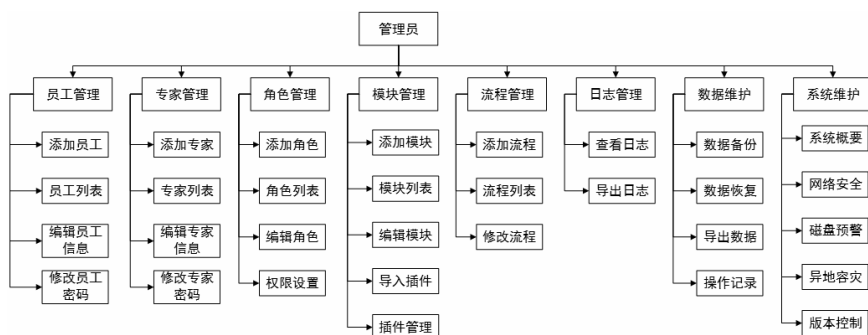 管理员
员工管理
专家管理
角色管理
模块管理
流程管理
日志管理
数据维护
系统维护
添加员工
员工列表
编辑员工
信息
修改员工
密码
添加专家
专家列表
编辑专家
信息
修改专家
密码
添加角色
角色列表
编辑角色
权限设置
添加模块
模块列表
编辑模块
导入插件
插件管理
添加流程
流程列表
修改流程
查看日志
导出日志
数据备份
数据恢复
导出数据
操作记录
系统概要
网络安全
磁盘预警
异地容灾
版本控制